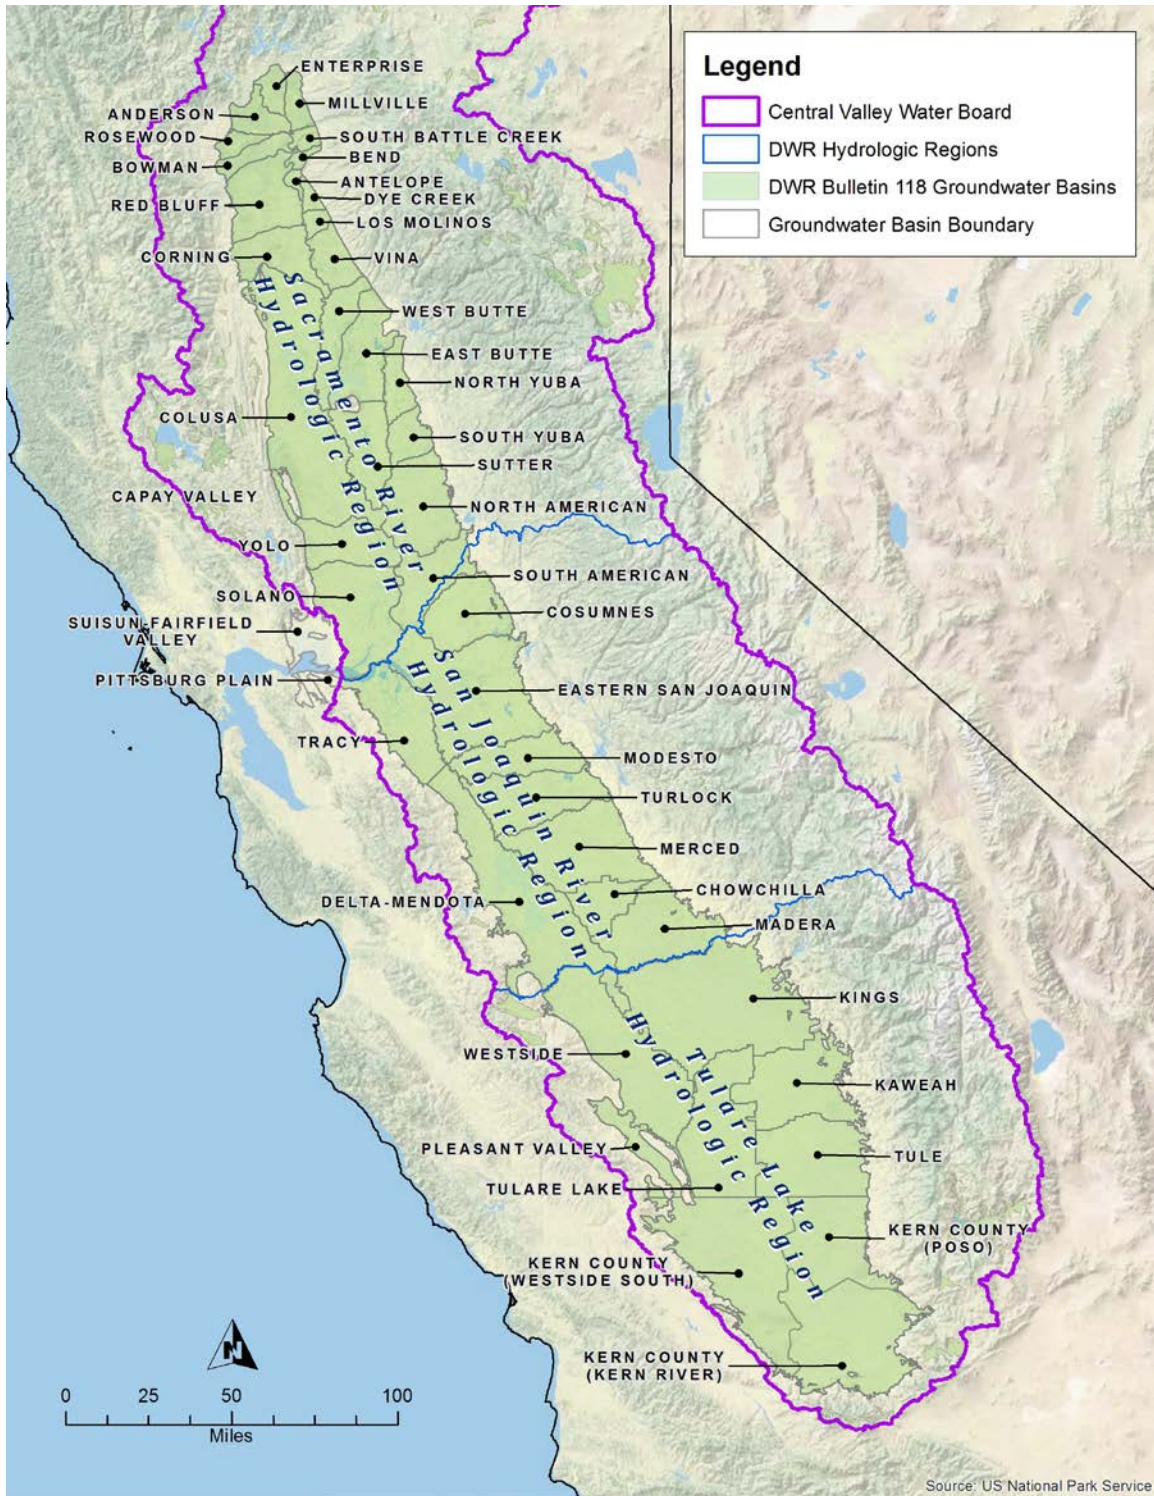 Legend
Central Valley Water Board
DWR Hydrologic Regions
DWR Bulletin 118 Groundwater Basins
Groundwater Basin Boundary
ENTERPRISE
MILLVILLE
ANDERSON
ROSEWOOD
SOUTH BATTLE CREEK
BEND
BOWMAN
ANTELOPE
DYE CREEK
RED BLUFF
LOS MOLINOS
CORNING
VINA
Sacramento River
Hydrologic Region
WEST BUTTE
EAST BUTTE
NORTH YUBA
COLUSA
SOUTH YUBA
SUTTER
CAPAY VALLEY
NORTH AMERICAN
YOLO
SOUTH AMERICAN
SOLANO
COSUMNES
SUISUN-FAIRFIELD
VALLEY
PITTSBURG PLAIN
San Joaquin River
Hydrologic Region
EASTERN SAN JOAQUIN
TRACY
MODESTO
TURLOCK
MERCED
CHOWCHILLA
DELTA-MENDOTA
MADERA
KINGS
Tulare Lake
Hydrologic Region
WESTSIDE
KAWEAH
PLEASANT VALLEY
TULE
TULARE LAKE
KERN COUNTY
(POSO)
KERN COUNTY
(WESTSIDE SOUTH)
KERN COUNTY
(KERN RIVER)
N
0 25 50 100
Miles
Source: US National Park Service